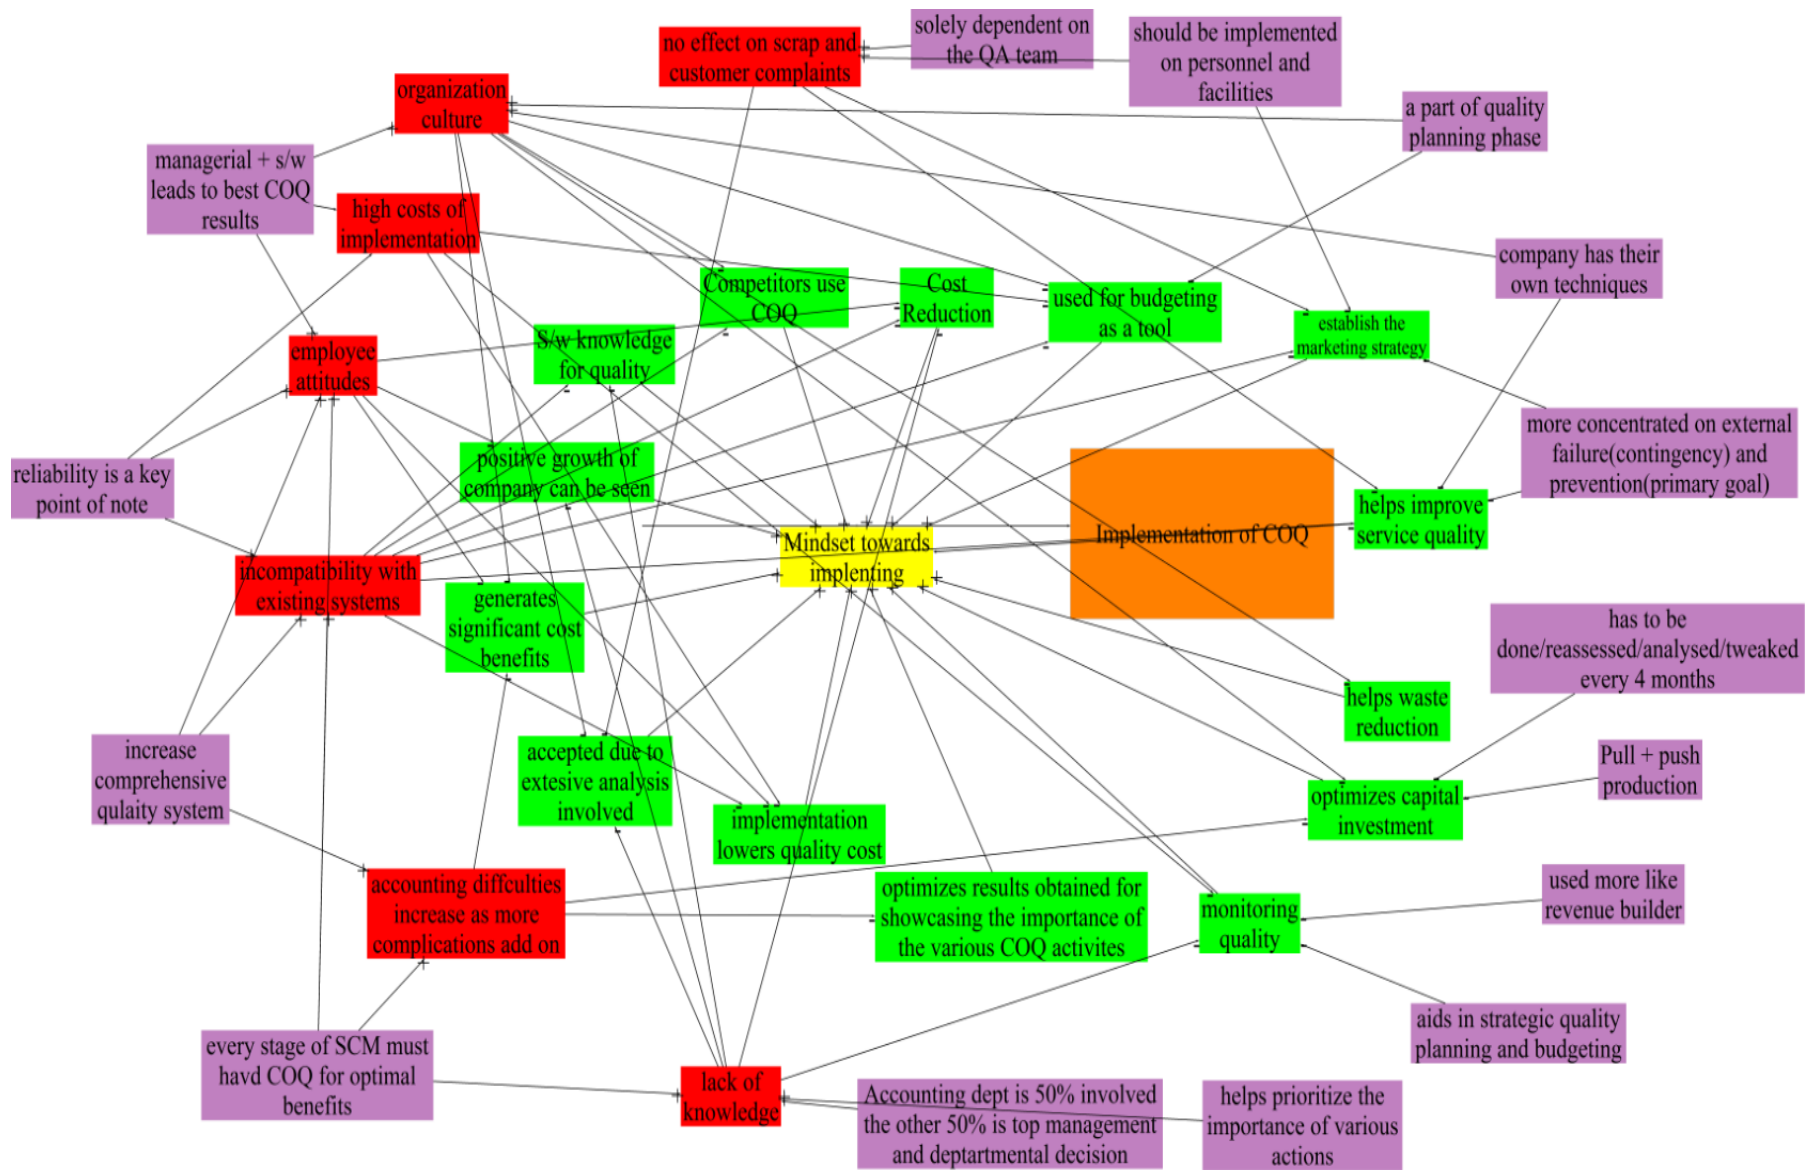 no effect on scrap and
customer complaints
solely dependent on
the QA team
should be implemented
on personnel and
facilities
organization
culture
a part of quality
planning phase
managerial + s/w
leads to best COQ
results
high costs of
implementation
company has their
own techniques
Competitors use
COQ
Cost
Reduction
used for budgeting
as a tool
establish the
marketing strategy
S/w knowledge
for quality
employee
attitudes
more concentrated on external
failure(contingency) and
prevention(primary goal)
positive growth of
company can be seen
reliability is a key
point of note
helps improve
service quality
Mindset towards
implenting
Implementation of COQ
incompatibility with
existing systems
generates
significant cost
benefits
has to be
done/reassessed/analysed/tweaked
every 4 months
helps waste
reduction
increase
comprehensive
qulaity system
accepted due to
extesive analysis
involved
Pull + push
production
optimizes capital
investment
implementation
lowers quality cost
accounting diffculties
increase as more
complications add on
optimizes results obtained for
showcasing the importance of
the various COQ activites
monitoring
quality
used more like
revenue builder
aids in strategic quality
planning and budgeting
every stage of SCM must
havd COQ for optimal
benefits
lack of
knowledge
Accounting dept is 50% involved
the other 50% is top management
and deptartmental decision
helps prioritize the
importance of various
actions